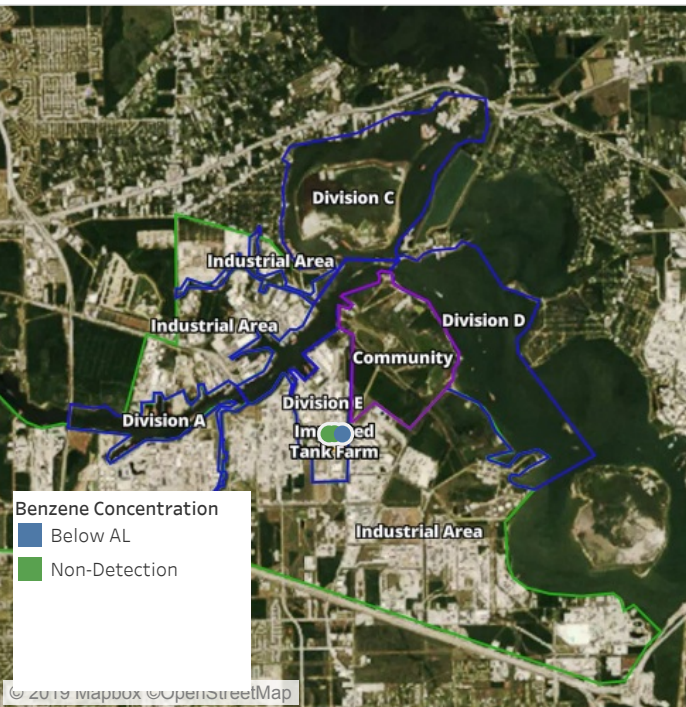 Division C
Industrial Area
Division D
Industrial Area
Community
Division E
Division A
Tank Farm
Industrial Area
Benzene Concentration
Below AL
Non-Detection
© 2019 Mapbox ©OpenStreetMap